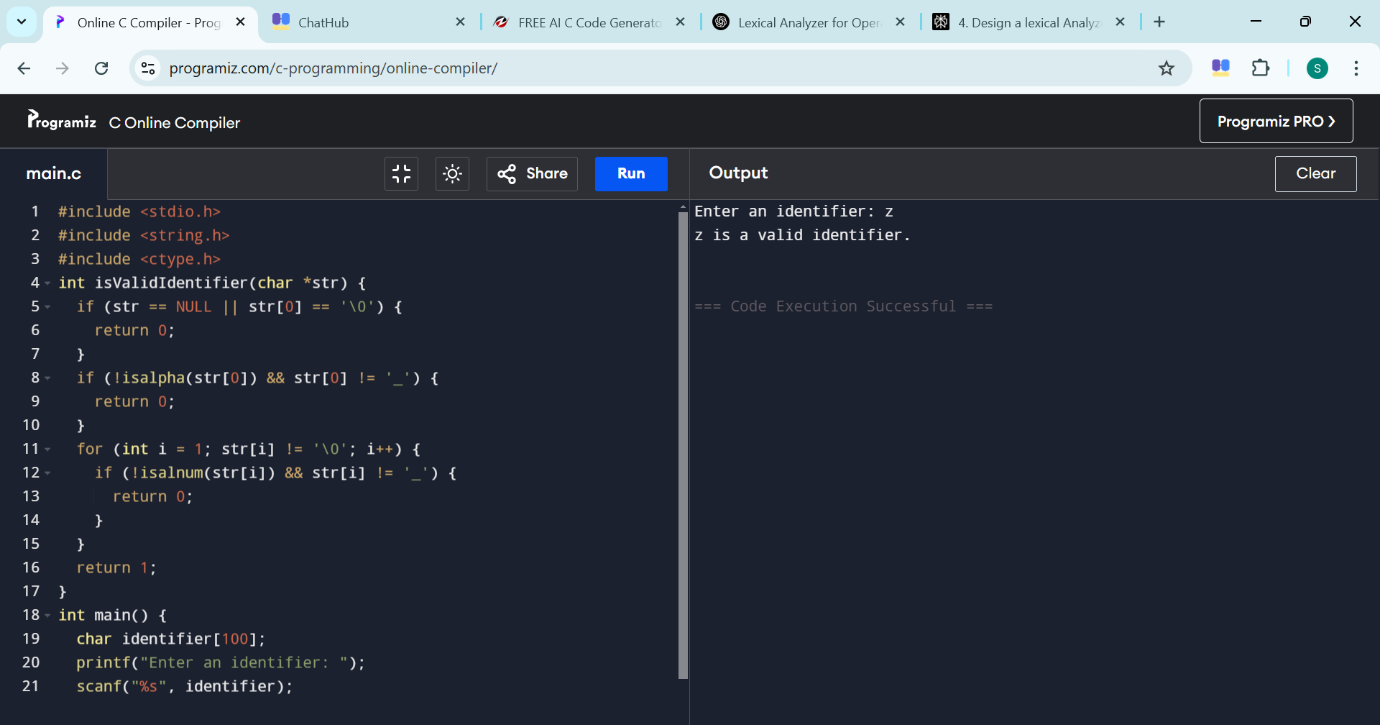 Online C Compiler - Prog
ChatHub
FREE AI C Code Generato
Lexical Analyzer for Oper
4. Design a lexical Analyz
programiz.com/c-programming/online-compiler/
S
Programiz C Online Compiler
Programiz PRO
main.c
Share
Run
Output
Clear
1 #include <stdio.h>
2 #include <string.h>
3 #include <ctype.h>
4 int isValidIdentifier(char *str) {
5 if (str == NULL || str[0] == '\0') {
6 return 0;
7 }
8 if (!isalpha(str[0]) && str[0] != '_') {
9 return 0;
10 }
11 for (int i = 1; str[i] != '\0'; i++) {
12 if (!isalnum(str[i]) && str[i] != '_') {
13 return 0;
14 }
15 }
16 return 1;
17 }
18 int main() {
19 char identifier[100];
20 printf("Enter an identifier: ");
21 scanf("%s", identifier);
Enter an identifier: z
z is a valid identifier.
=== Code Execution Successful ===